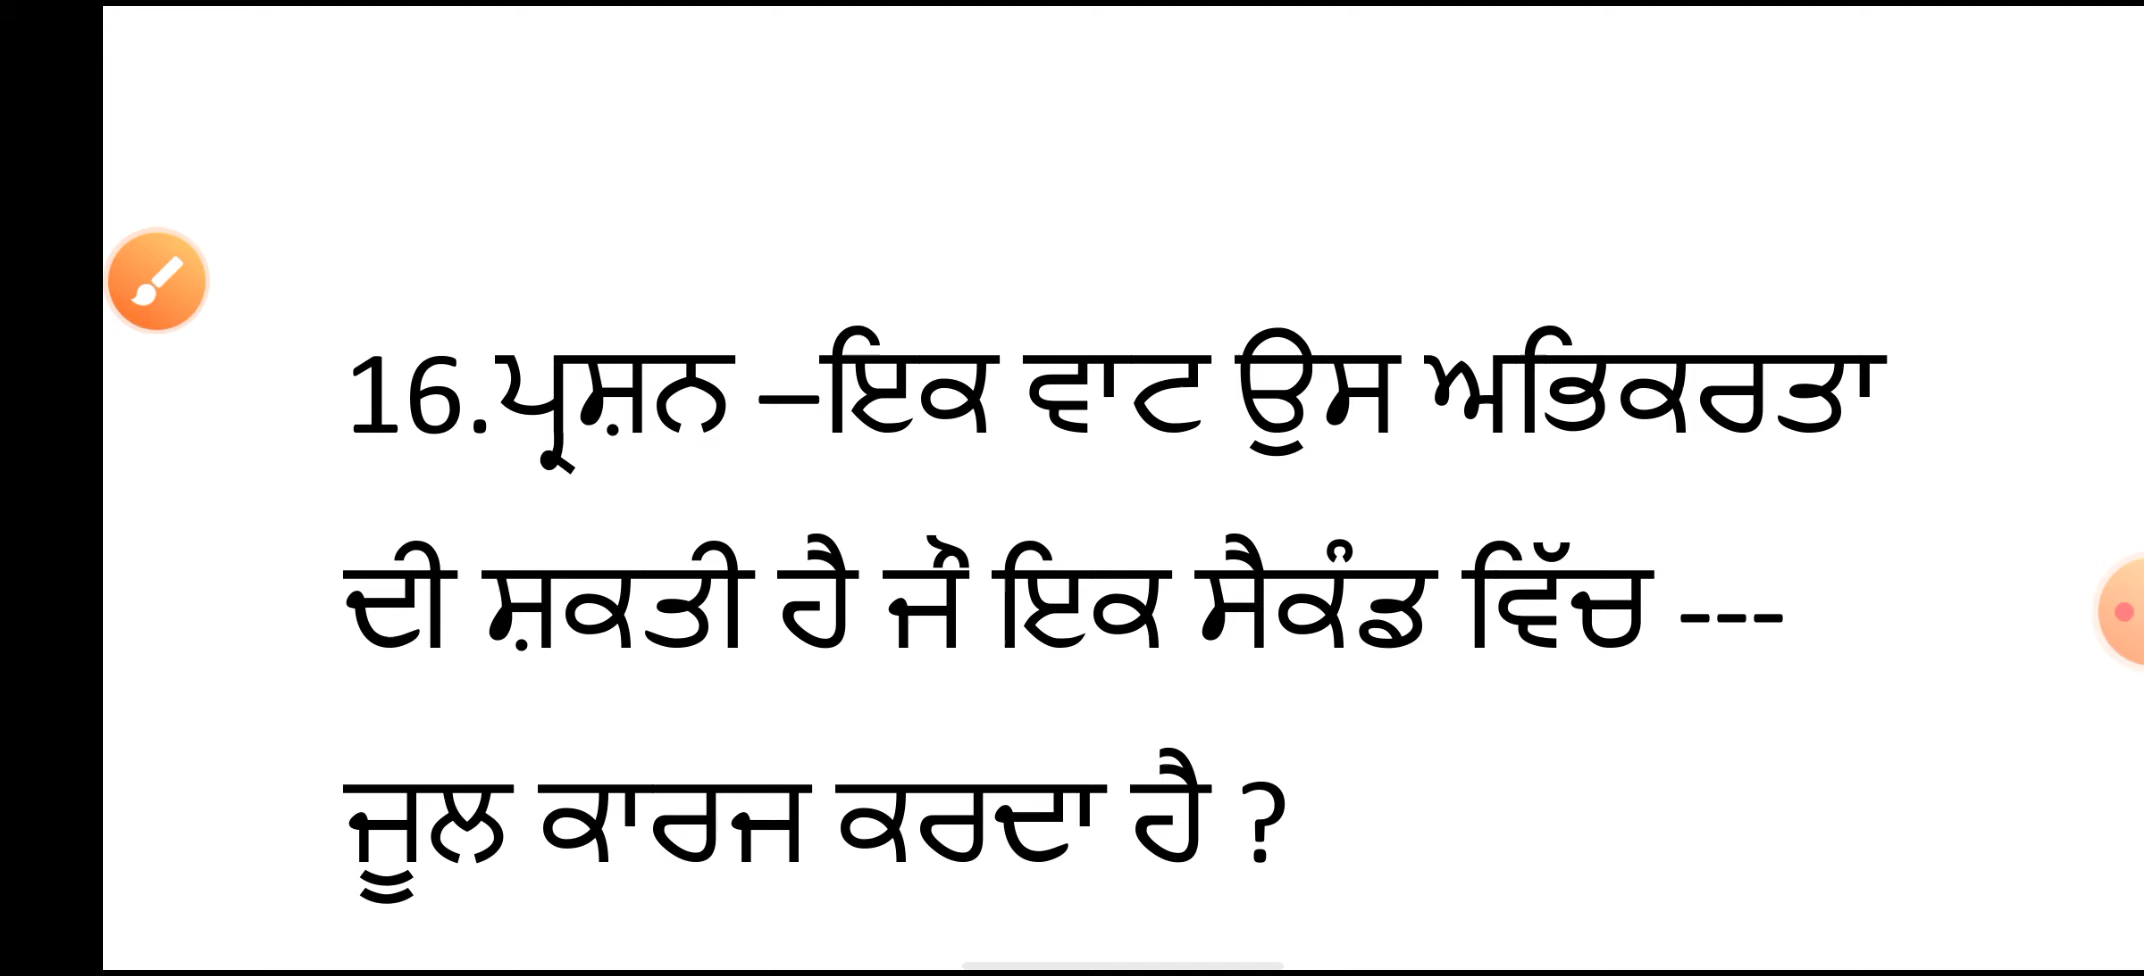 16.ਪ੍ਰਸ਼ਨ –ਇਕ ਵਾਟ ਉਸ ਅਭਿਕਰਤਾ
ਦੀ ਸ਼ਕਤੀ ਹੈ ਜੋ ਇਕ ਸੈਕੰਡ ਵਿੱਚ ---
ਜੂਲ ਕਾਰਜ ਕਰਦਾ ਹੈ ?